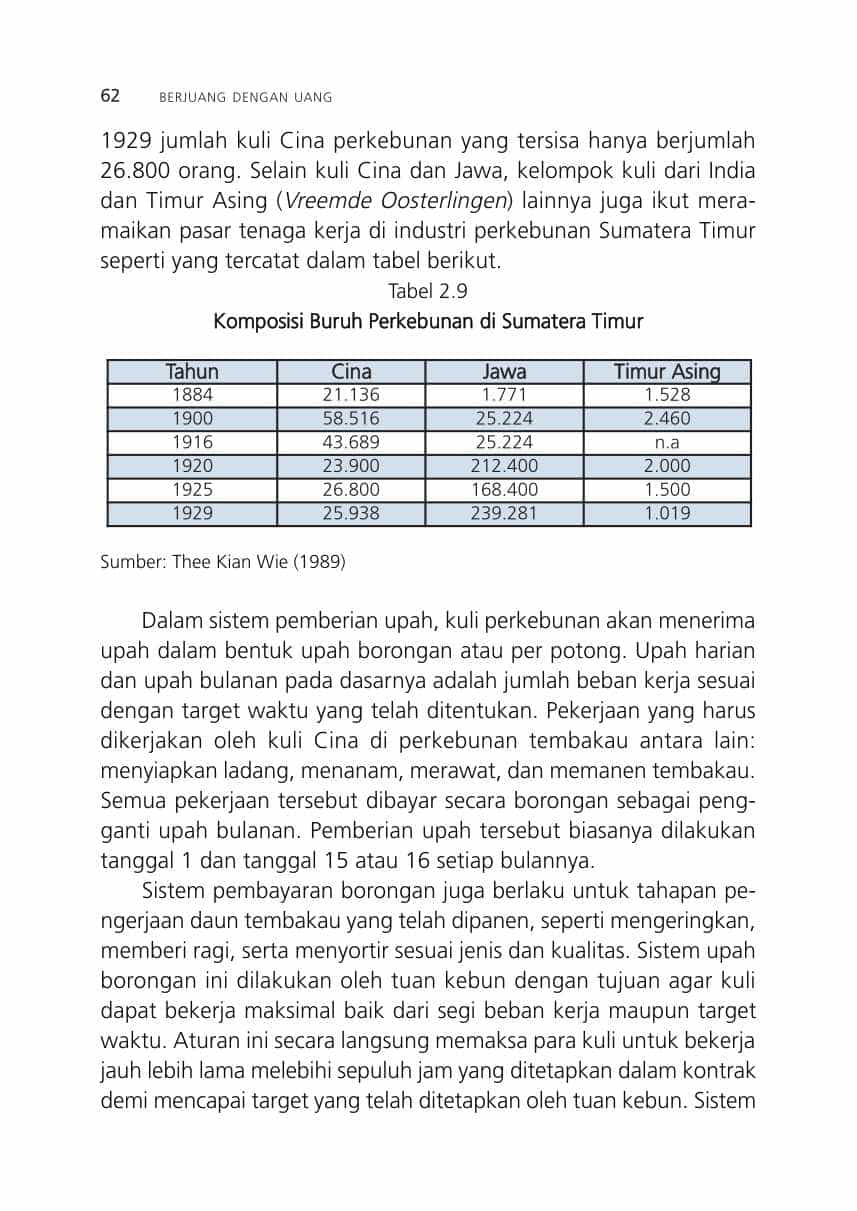 62 BERJUANG DENGAN UANG
1929 jumlah kuli Cina perkebunan yang tersisa hanya berjumlah
26.800 orang. Selain kuli Cina dan Jawa, kelompok kuli dari India
dan Timur Asing (Vreemde Oosterlingen) lainnya juga ikut mera-
maikan pasar tenaga kerja di industri perkebunan Sumatera Timur
seperti yang tercatat dalam tabel berikut.
Tabel 2.9
Komposisi Buruh Perkebunan di Sumatera Timur
Tahun Cina Jawa Timur Asing
1884 21.136 1.771 1.528
1900 58.516 25.224 2.460
1916 43.689 25.224 n.a
1920 23.900 212.400 2.000
1925 26.800 168.400 1.500
1929 25.938 239.281 1.019
Sumber: Thee Kian Wie (1989)
Dalam sistem pemberian upah, kuli perkebunan akan menerima
upah dalam bentuk upah borongan atau per potong. Upah harian
dan upah bulanan pada dasarnya adalah jumlah beban kerja sesuai
dengan target waktu yang telah ditentukan. Pekerjaan yang harus
dikerjakan oleh kuli Cina di perkebunan tembakau antara lain:
menyiapkan ladang, menanam, merawat, dan memanen tembakau.
Semua pekerjaan tersebut dibayar secara borongan sebagai peng-
ganti upah bulanan. Pemberian upah tersebut biasanya dilakukan
tanggal 1 dan tanggal 15 atau 16 setiap bulannya.
Sistem pembayaran borongan juga berlaku untuk tahapan pe-
ngerjaan daun tembakau yang telah dipanen, seperti mengeringkan,
memberi ragi, serta menyortir sesuai jenis dan kualitas. Sistem upah
borongan ini dilakukan oleh tuan kebun dengan tujuan agar kuli
dapat bekerja maksimal baik dari segi beban kerja maupun target
waktu. Aturan ini secara langsung memaksa para kuli untuk bekerja
jauh lebih lama melebihi sepuluh jam yang ditetapkan dalam kontrak
demi mencapai target yang telah ditetapkan oleh tuan kebun. Sistem